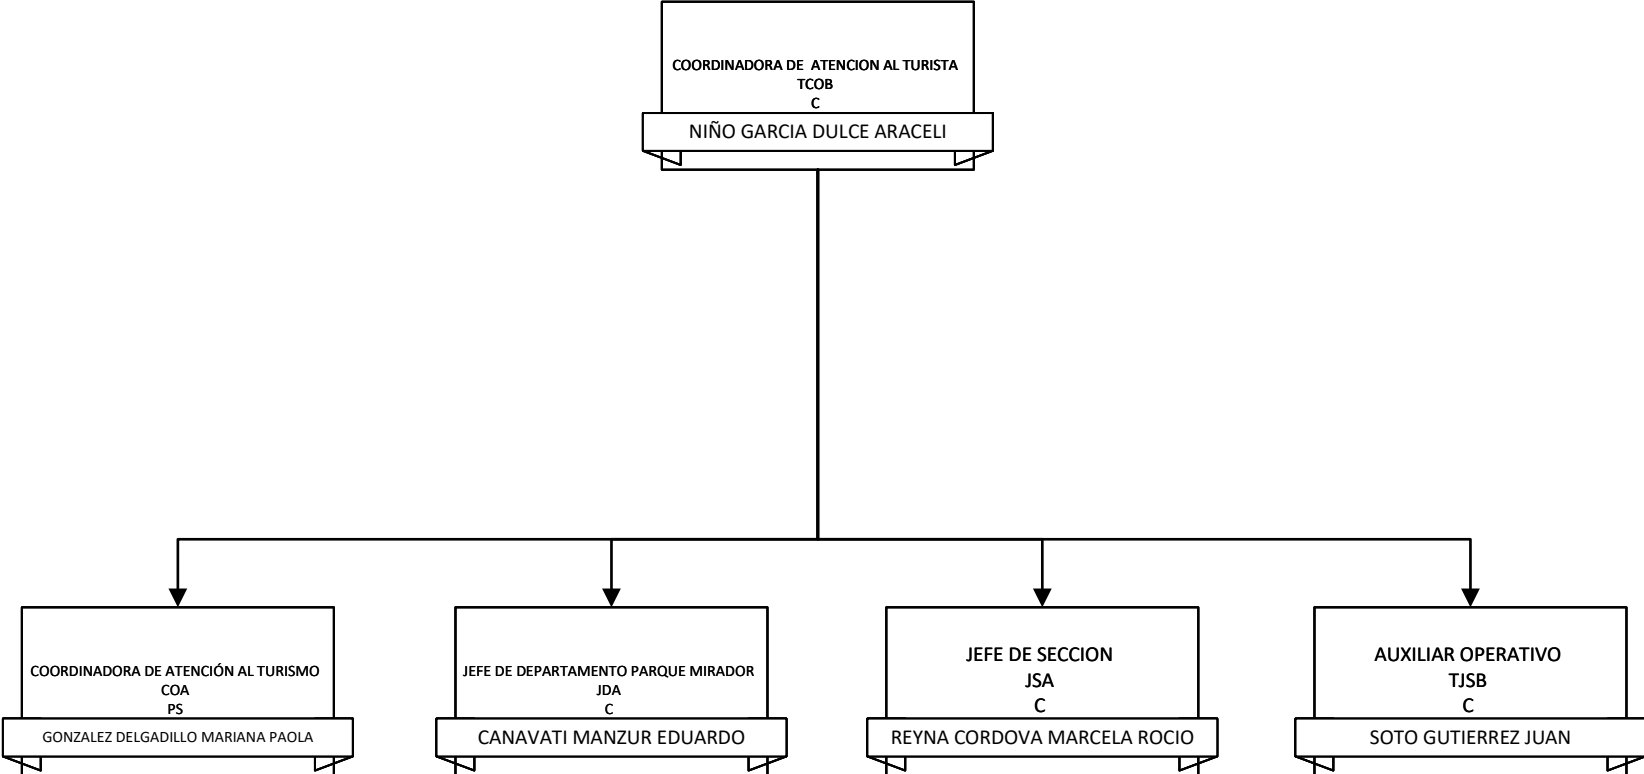 COORDINADORA DE ATENCION AL TURISTA
TCOB
C
NIÑO GARCIA DULCE ARACELI
COORDINADORA DE ATENCIÓN AL TURISMO
COA
PS
GONZALEZ DELGADILLO MARIANA PAOLA
JEFE DE DEPARTAMENTO PARQUE MIRADOR
JDA
C
CANAVATI MANZUR EDUARDO
JEFE DE SECCION
JSA
C
REYNA CORDOVA MARCELA ROCIO
AUXILIAR OPERATIVO
TJSB
C
SOTO GUTIERREZ JUAN